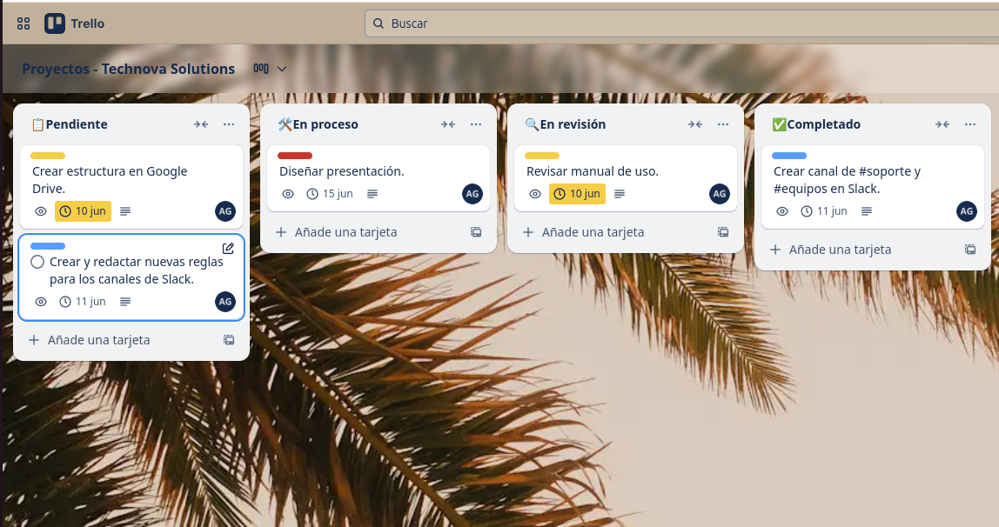 Trello
Buscar
Proyectos - Technova Solutions
📋Pendiente
Crear estructura en Google
Drive.
10 jun
AG
Crear y redactar nuevas reglas
para los canales de Slack.
11 jun
AG
Añade una tarjeta
🛠️En proceso
Diseñar presentación.
15 jun
AG
Añade una tarjeta
🔍En revisión
Revisar manual de uso.
10 jun
AG
Añade una tarjeta
✅Completado
Crear canal de #soporte y
#equipos en Slack.
11 jun
AG
Añade una tarjeta